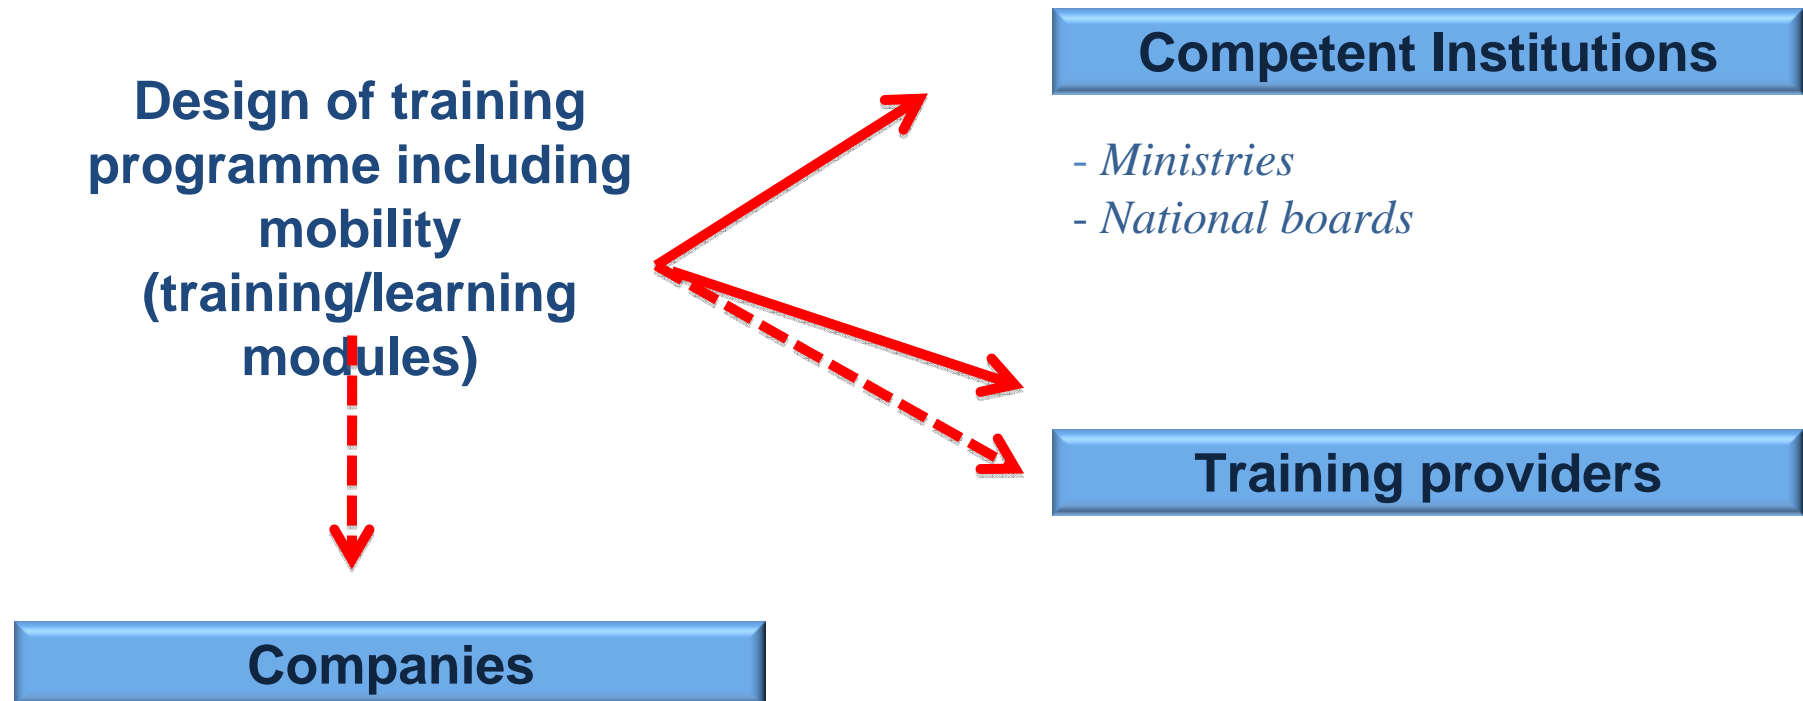 Design of training
programme including
mobility
(training/learning
modules)
Competent Institutions
- Ministries
- National boards
Training providers
Companies